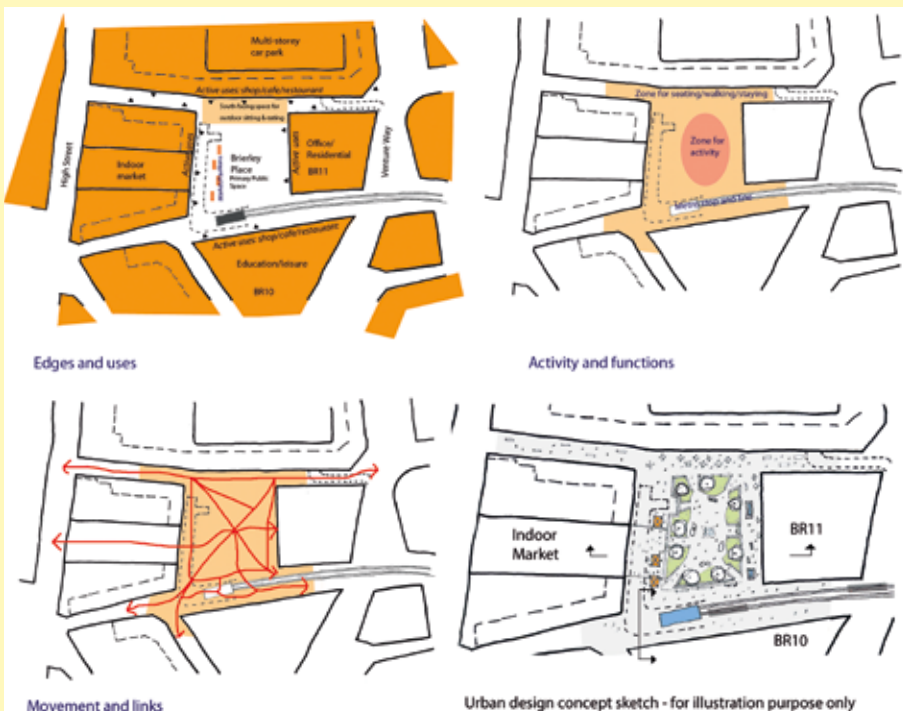 Multi-storey
car park
Active uses shop/cafe/restaurant
South facing space for
outdoor sitting & eating
High Street
Indoor
market
Active uses
Brierley
Place
Primary Public
Space
Active uses
Office/
Residential
BR11
Venture Way
Active uses: shop/cafe/restaurant
Education/leisure
BR10
Edges and uses
Zone for seating/walking/staying
Zone for
activity
stop and
Activity and functions
Movement and links
Indoor
Market
BR11
BR10
Urban design concept sketch - for illustration purpose only